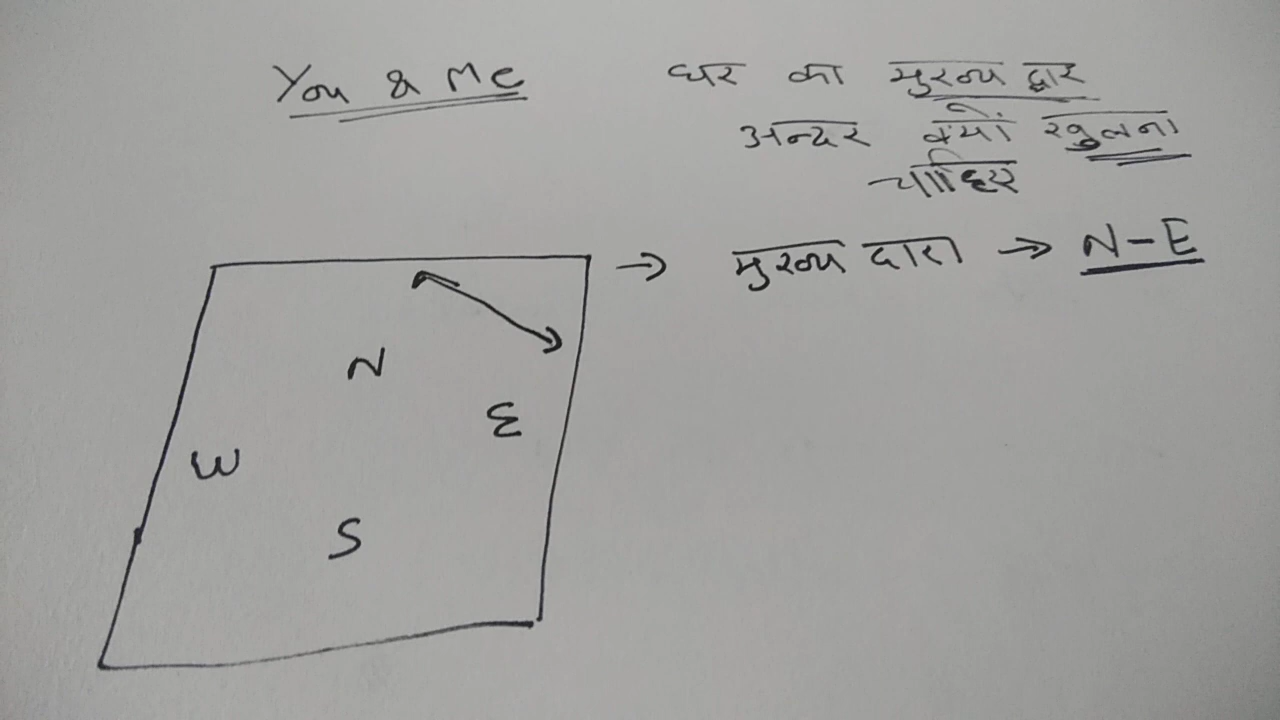 You & Me
घर का मुख्य द्वार
अन्दर क्यों खुलना
चाहिए
→ मुख्य द्वारा → N-E
N
E
W
S